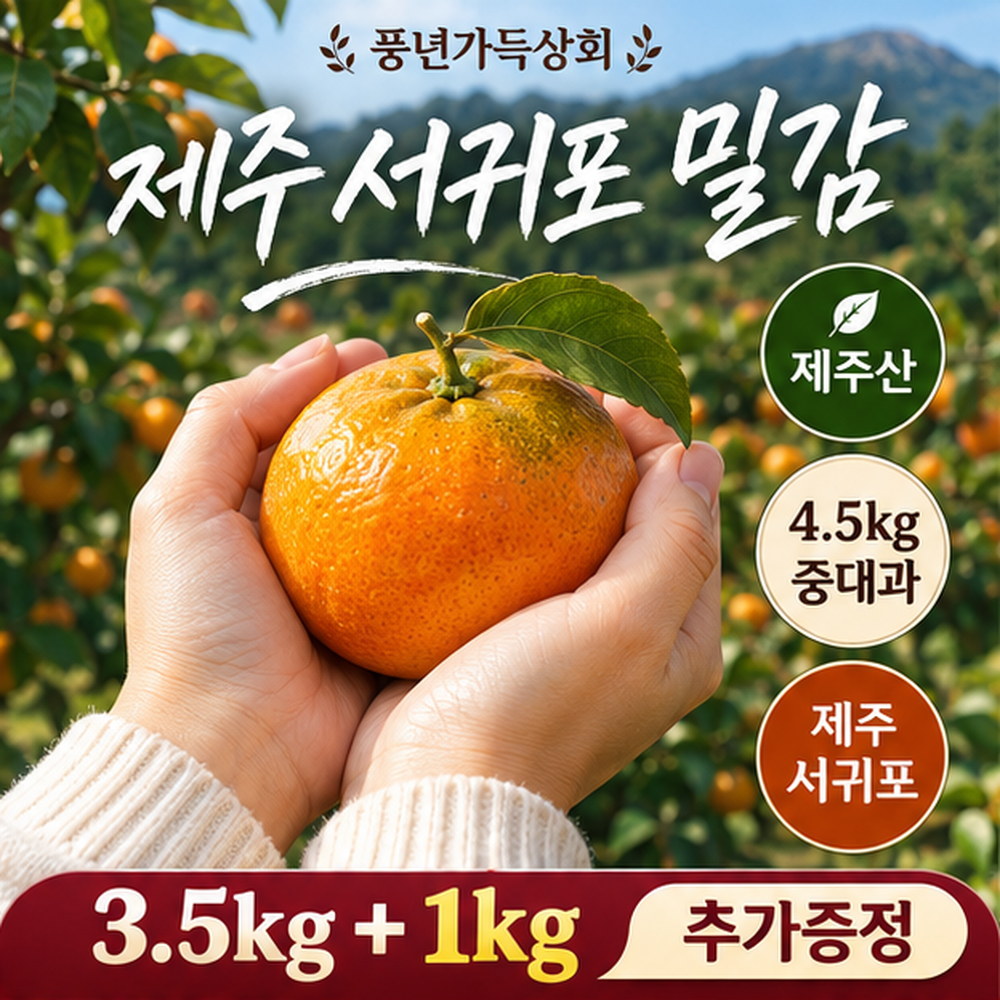 풍년가득상회
제주 서귀포 밀감
제주산
4.5kg
중대과
제주
서귀포
3.5kg + 1kg 추가증정